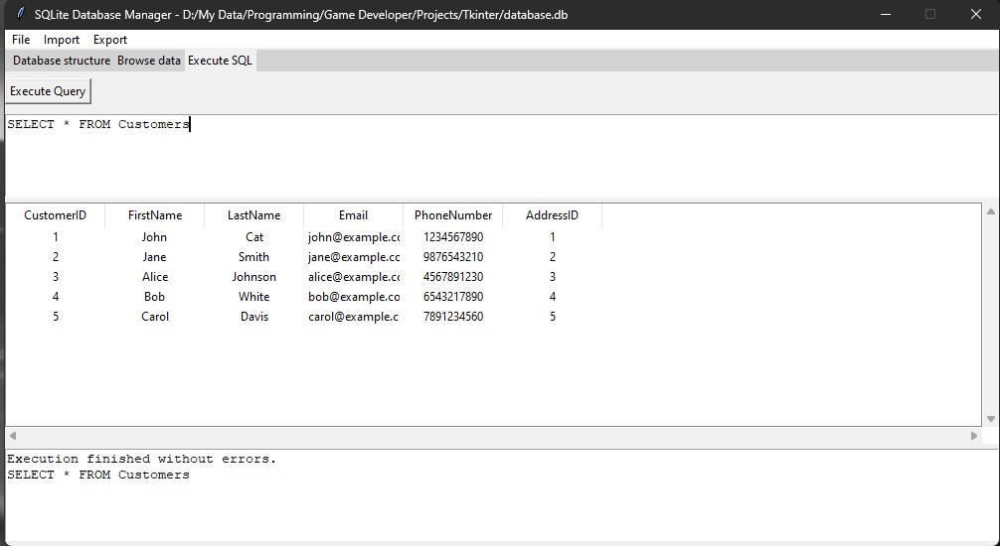 SQLite Database Manager - D:/My Data/Programming/Game Developer/Projects/Tkinter/database.db
File Import Export
Database structure Browse data Execute SQL
Execute Query
SELECT * FROM Customers
CustomerID FirstName LastName Email PhoneNumber AddressID
1 John Cat john@example.cc 1234567890 1
2 Jane Smith jane@example.cc 9876543210 2
3 Alice Johnson alice@example.cc 4567891230 3
4 Bob White bob@example.co 6543217890 4
5 Carol Davis carol@example.c 7891234560 5
Execution finished without errors.
SELECT * FROM Customers